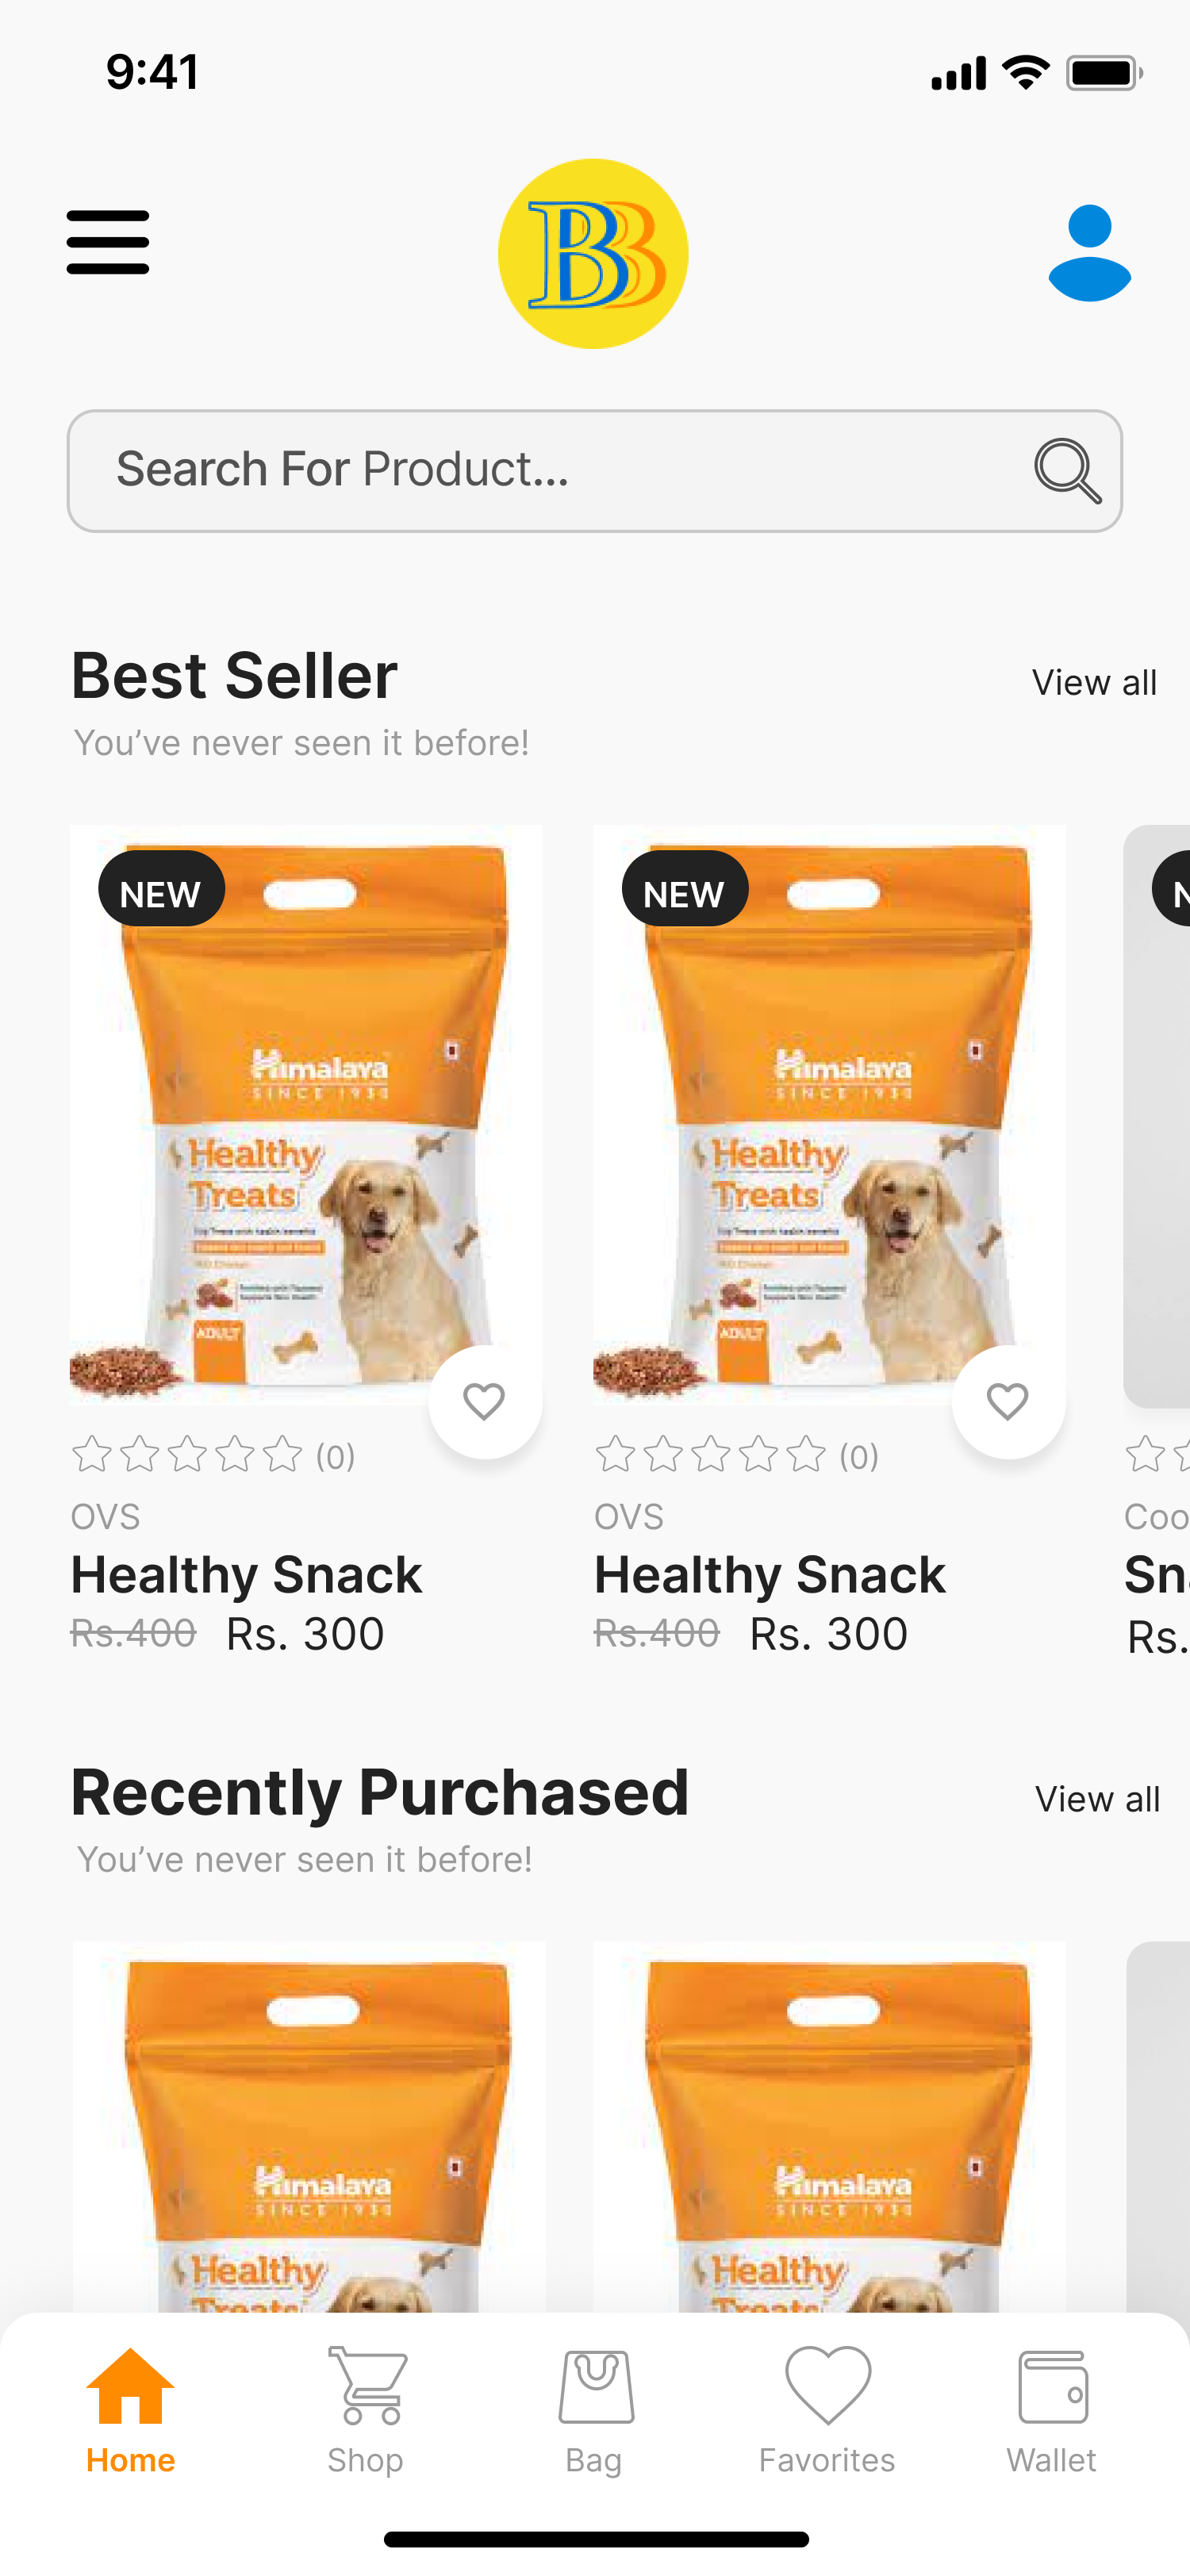 9:41
BB
Search For Product...
Best Seller
View all
You've never seen it before!
NEW
NEW
N
Himalaya
SINCE 1930
Himalaya
SINCE 1930
Healthy
Treats
Healthy
Treats
ADULT
ADULT
(0)
(0)
OVS
OVS
Coo
Healthy Snack
Healthy Snack
Sn
Rs.400 Rs. 300
Rs.400 Rs. 300
Rs.
Recently Purchased
View all
You've never seen it before!
Himalaya
SINCE 1930
Himalaya
SINCE 1930
Healthy
Treats
Healthy
Treats
Home
Shop
Bag
Favorites
Wallet